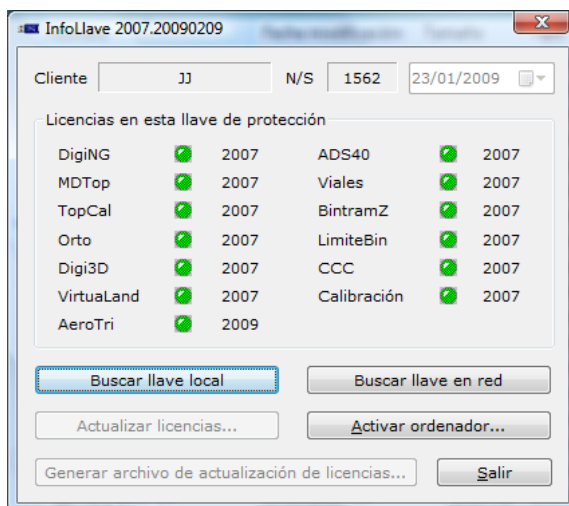 InfoLlave 2007.20090209
Cliente JJ N/S 1562 23/01/2009
Licencias en esta llave de protección
DigiNG 2007 ADS40 2007
MDTop 2007 Viales 2007
TopCal 2007 BintramZ 2007
Orto 2007 LimiteBin 2007
Digi3D 2007 CCC 2007
VirtuaLand 2007 Calibración 2007
AeroTri 2009
Buscar llave local Buscar llave en red
Actualizar licencias... Activar ordenador...
Generar archivo de actualización de licencias... Salir